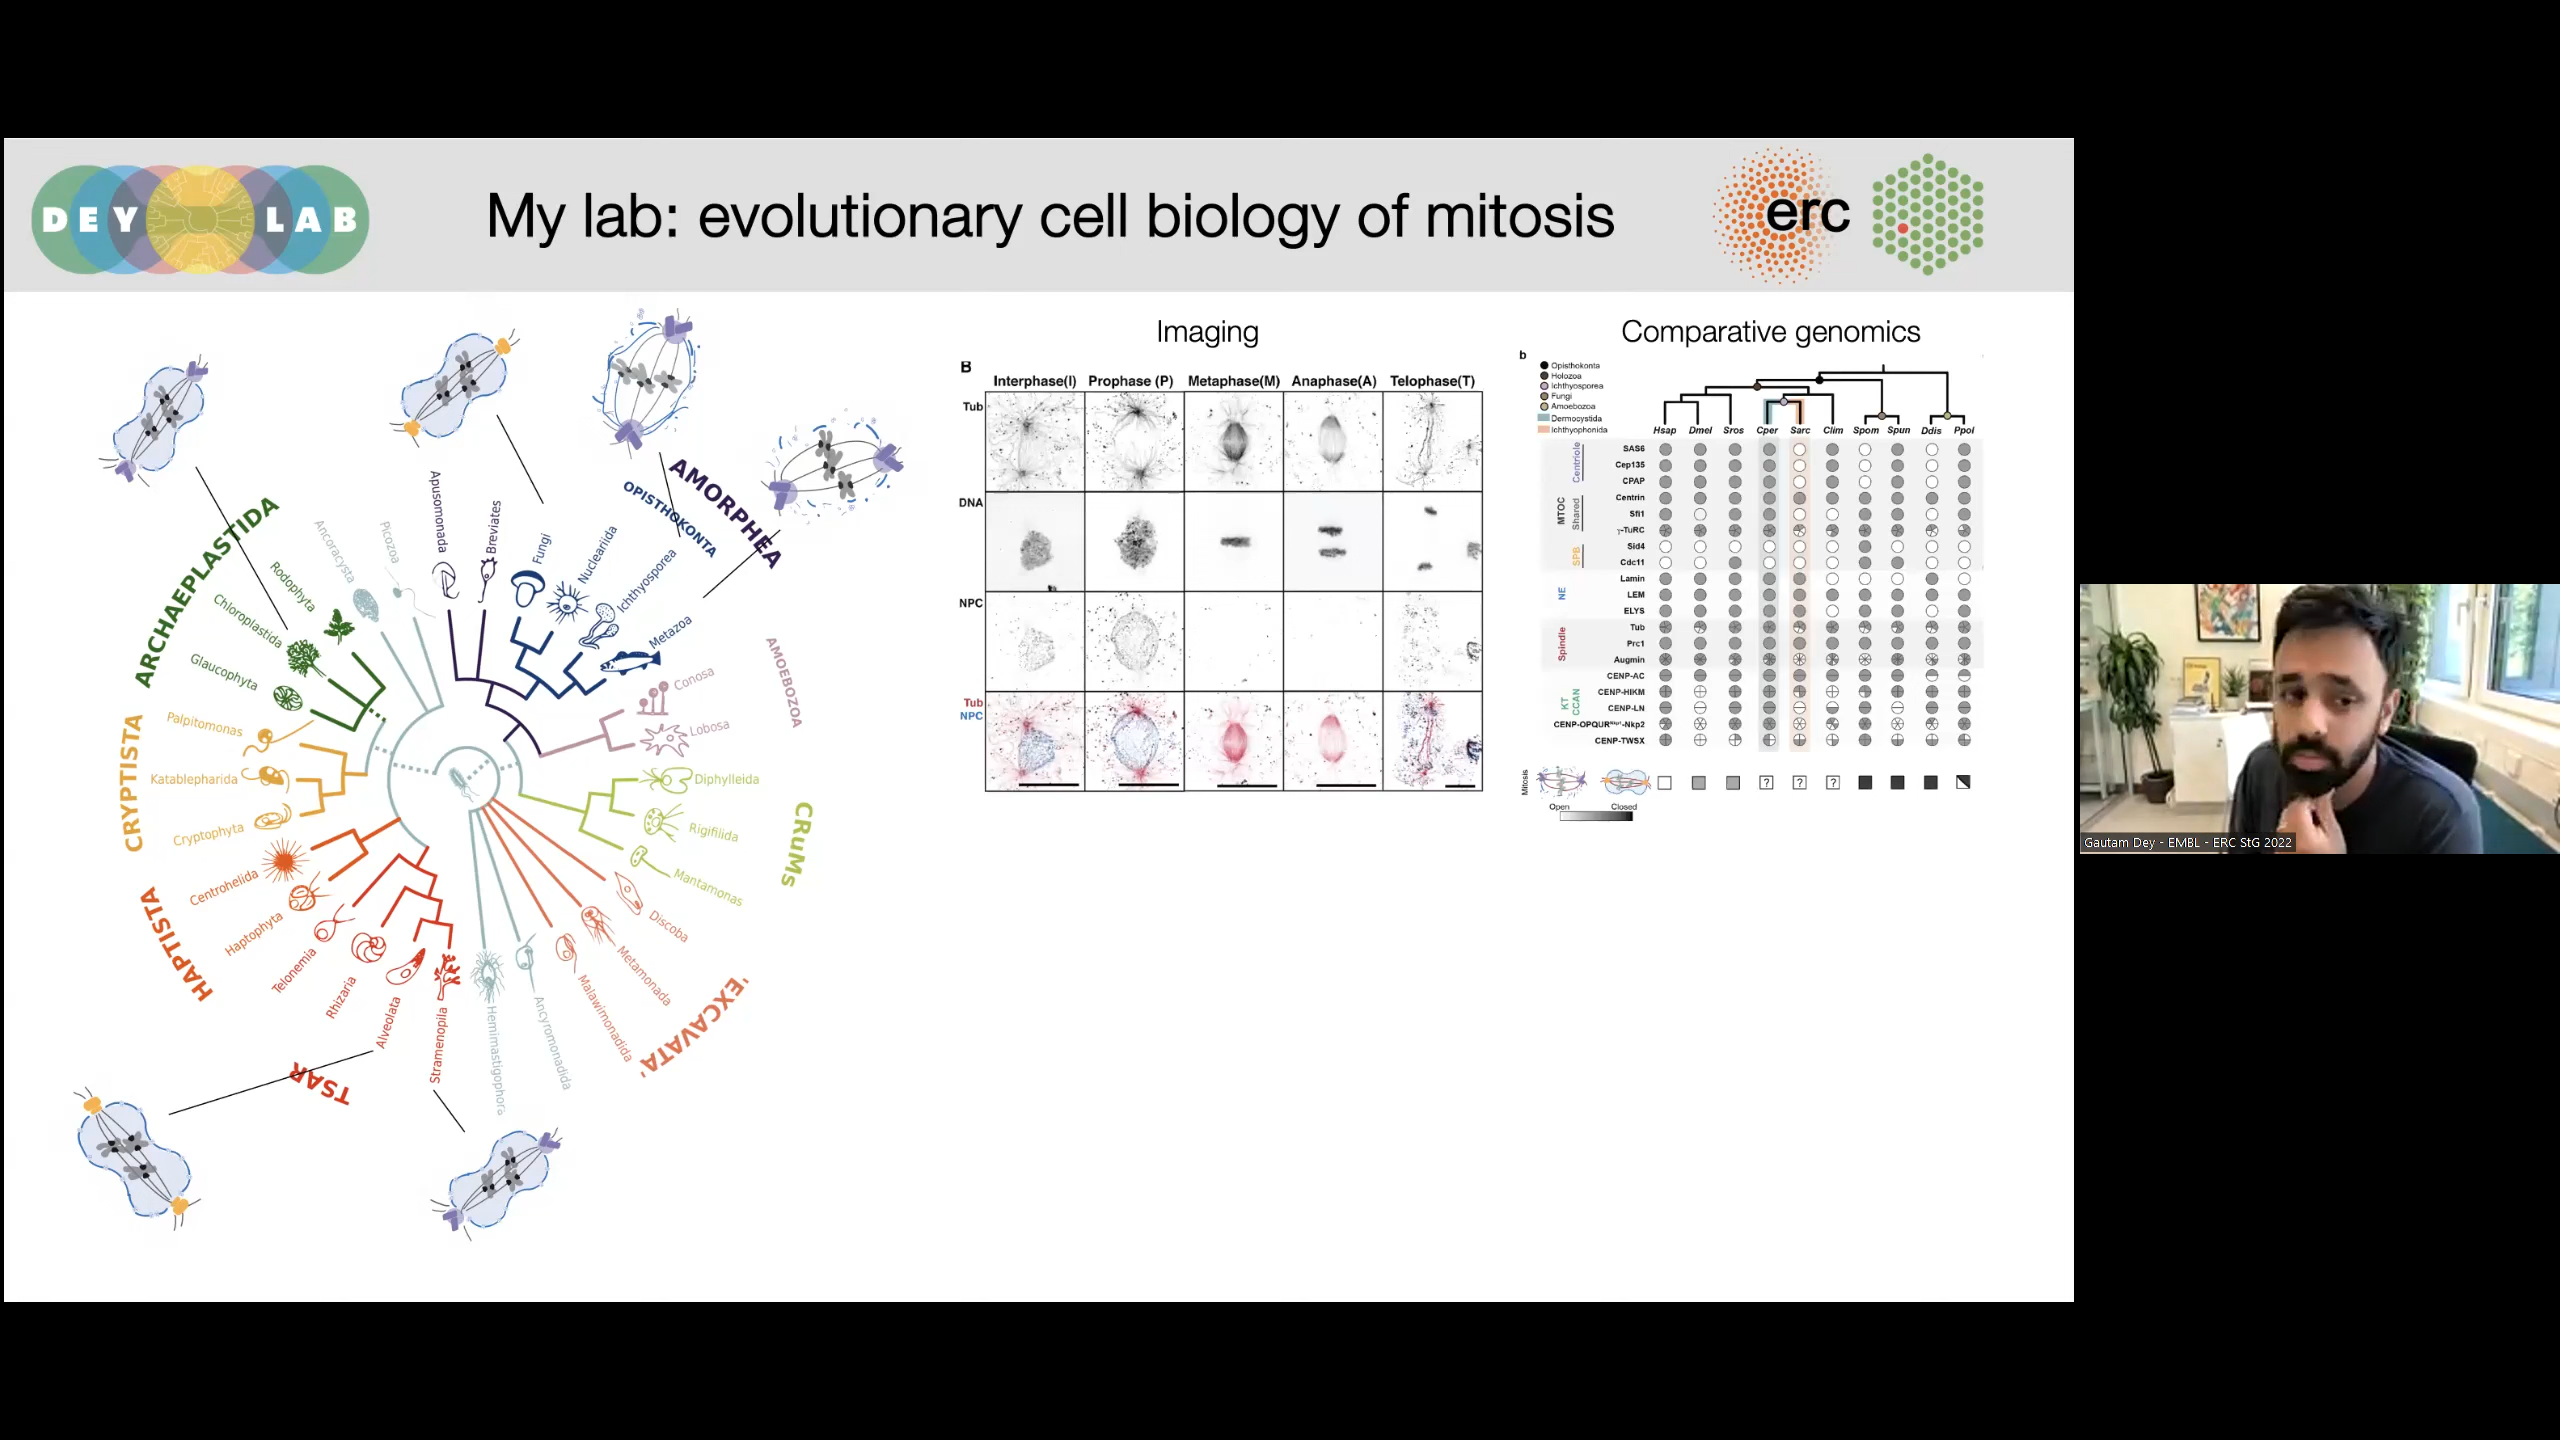 DEY LAB
My lab: evolutionary cell biology of mitosis
erc
AMORPHEA
OPISTHOKONTA
Apusomonada
Breviates
Fungi
Nucleariida
Ichthyosporea
Metazoa
AMOEBOZOA
Conosa
Lobosa
CRuMs
Diphylleida
Rigifilida
Mantamonas
'EXCAVATA'
Discoba
Metamonada
Malawimonadida
Ancyromonadida
Hemimastigophora
TSAR
Stramenopila
Alveolata
Rhizaria
Telonemia
HAPTISTA
Haptophyta
Centrohelida
CRYPTISTA
Cryptophyta
Katablepharida
Palpitomonas
ARCHAEPLASTIDA
Glaucophyta
Chloroplastida
Rodophyta
Ancoracysta
Picozoa
Imaging
B
Interphase(I) Prophase (P) Metaphase(M) Anaphase(A) Telophase(T)
Tub
DNA
NPC
Tub
NPC
Comparative genomics
b
Opisthokonta
Holozoa
Ichthyosporea
Fungi
Amoebozoa
Dermocystida
Ichthyophonida
Hsap Dmel Sros Cper Sarc Clim Spom Spun Ddis Ppol
Centriole
SAS6
Cep135
CPAP
MTOC
Shared
Centrin
Sfi1
γ-TuRC
SPB
Sid4
Cdc11
NE
Lamin
LEM
ELYS
Spindle
Tub
Prc1
Augmin
KT
CCAN
CENP-AC
CENP-HIKM
CENP-LN
CENP-OPQUR -Nkp2
CENP-TWSX
Mitosis
? ? ?
Open Closed
Gautam Dey - EMBL - ERC StG 2022